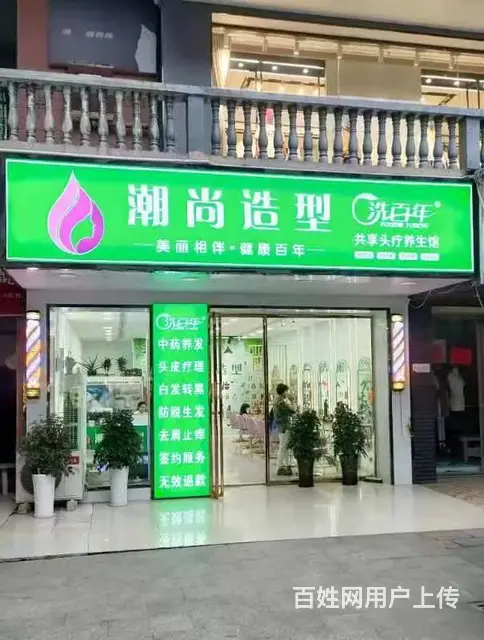 潮尚造型
美丽相伴·健康百年
洗百年®
共享头疗养生馆
洗百年®
中药养发
头皮疗理
白发转黑
防脱生发
去屑止痒
签约服务
无效退款
造型
百姓网用户上传